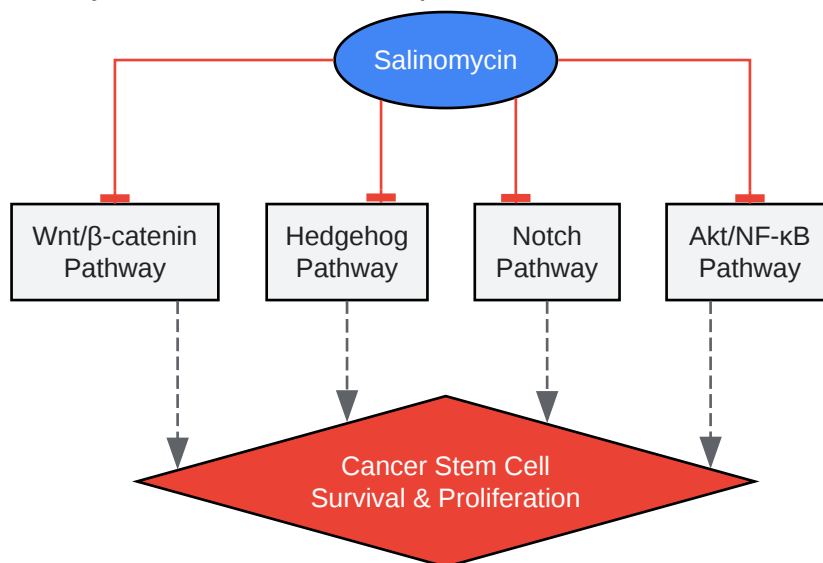 Salinomycin
Wnt/β-catenin
Pathway
Hedgehog
Pathway
Notch
Pathway
Akt/NF-κB
Pathway
Cancer Stem Cell
Survival & Proliferation